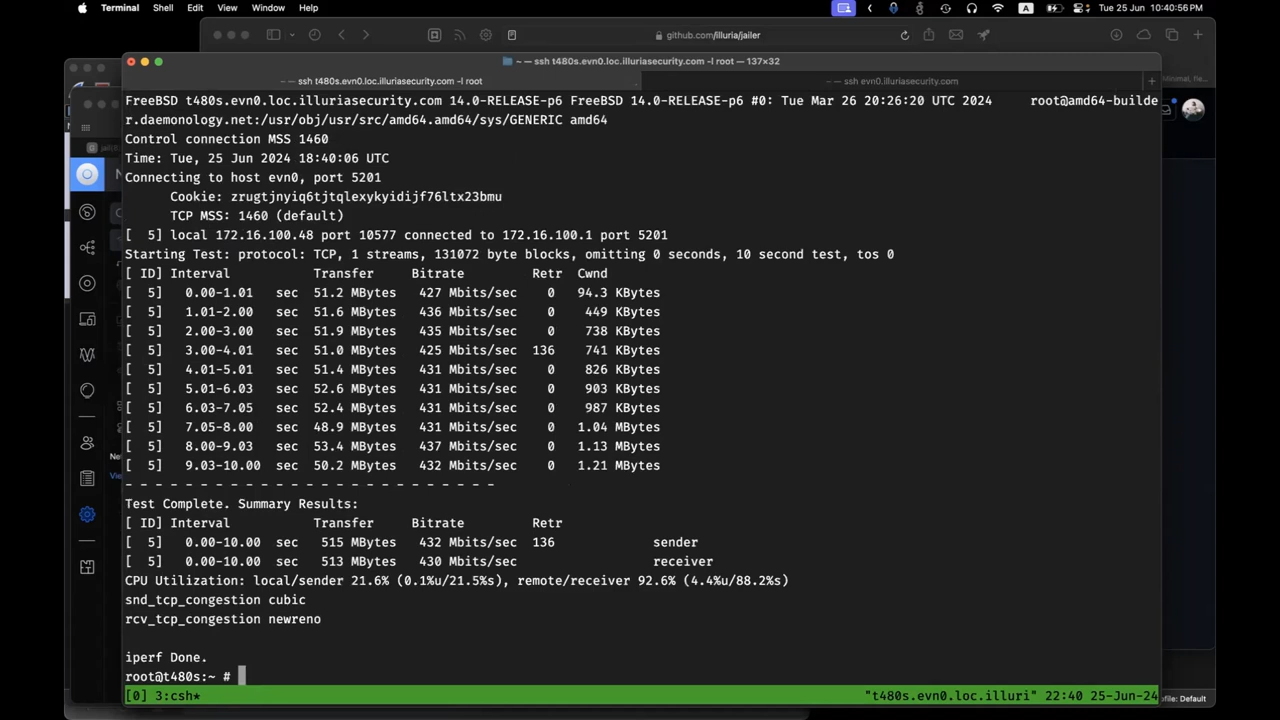 Terminal Shell Edit View Window Help A Tue 25 Jun 10:40:56 PM
github.com/illuria/jailer
~ — ssh t480s.evn0.loc.illuriasecurity.com -l root — 137×32
~ — ssh t480s.evn0.loc.illuriasecurity.com -l root ~ — ssh evn0.illuriasecurity.com +
FreeBSD t480s.evn0.loc.illuriasecurity.com 14.0-RELEASE-p6 FreeBSD 14.0-RELEASE-p6 #0: Tue Mar 26 20:26:20 UTC 2024 root@amd64-builde
r.daemonology.net:/usr/obj/usr/src/amd64.amd64/sys/GENERIC amd64
Control connection MSS 1460
Time: Tue, 25 Jun 2024 18:40:06 UTC
Connecting to host evn0, port 5201
Cookie: zrugtjnyiq6tjtqlexykyidijf76ltx23bmu
TCP MSS: 1460 (default)
[ 5] local 172.16.100.48 port 10577 connected to 172.16.100.1 port 5201
Starting Test: protocol: TCP, 1 streams, 131072 byte blocks, omitting 0 seconds, 10 second test, tos 0
[ ID] Interval Transfer Bitrate Retr Cwnd
[ 5] 0.00-1.01 sec 51.2 MBytes 427 Mbits/sec 0 94.3 KBytes
[ 5] 1.01-2.00 sec 51.6 MBytes 436 Mbits/sec 0 449 KBytes
[ 5] 2.00-3.00 sec 51.9 MBytes 435 Mbits/sec 0 738 KBytes
[ 5] 3.00-4.01 sec 51.0 MBytes 425 Mbits/sec 136 741 KBytes
[ 5] 4.01-5.01 sec 51.4 MBytes 431 Mbits/sec 0 826 KBytes
[ 5] 5.01-6.03 sec 52.6 MBytes 431 Mbits/sec 0 903 KBytes
[ 5] 6.03-7.05 sec 52.4 MBytes 431 Mbits/sec 0 987 KBytes
[ 5] 7.05-8.00 sec 48.9 MBytes 431 Mbits/sec 0 1.04 MBytes
[ 5] 8.00-9.03 sec 53.4 MBytes 437 Mbits/sec 0 1.13 MBytes
[ 5] 9.03-10.00 sec 50.2 MBytes 432 Mbits/sec 0 1.21 MBytes
- - - - - - - - - - - - - - - - - - - - - - - - -
Test Complete. Summary Results:
[ ID] Interval Transfer Bitrate Retr
[ 5] 0.00-10.00 sec 515 MBytes 432 Mbits/sec 136 sender
[ 5] 0.00-10.00 sec 513 MBytes 430 Mbits/sec receiver
CPU Utilization: local/sender 21.6% (0.1%u/21.5%s), remote/receiver 92.6% (4.4%u/88.2%s)
snd_tcp_congestion cubic
rcv_tcp_congestion newreno
iperf Done.
root@t480s:~ #
[0] 3:csh* "t480s.evn0.loc.illuri" 22:40 25-Jun-24